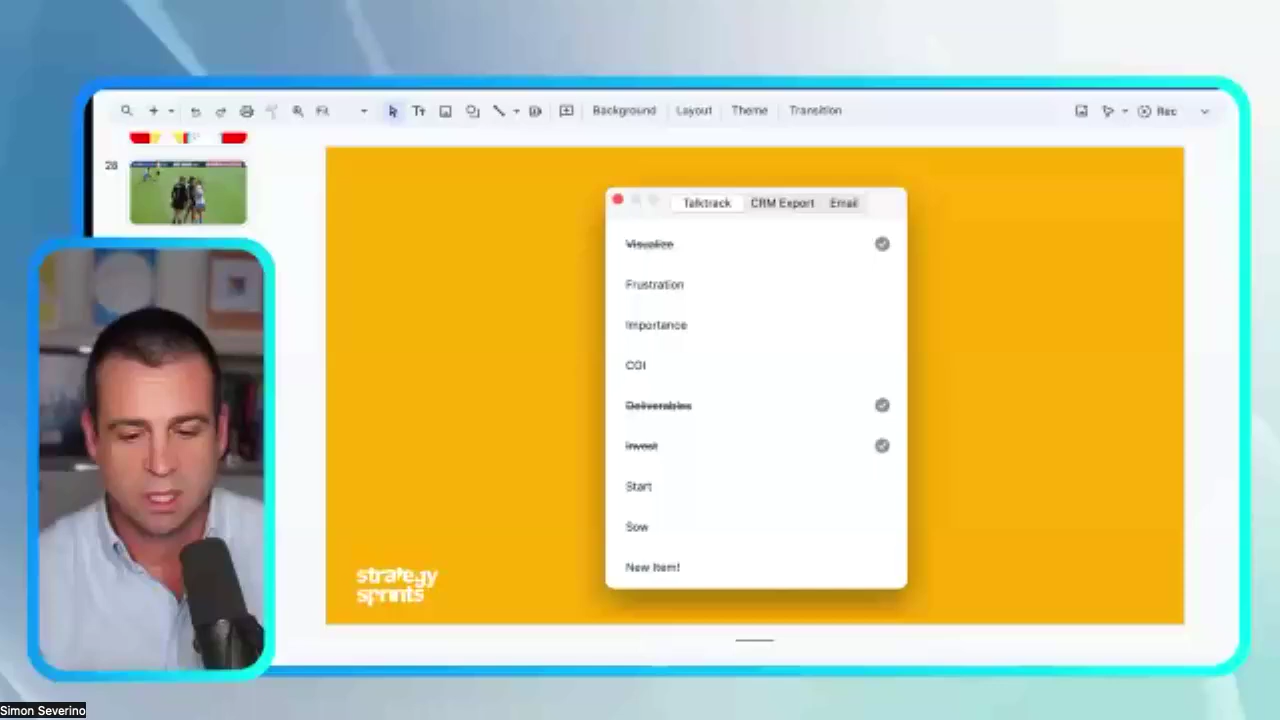 Fit
Background Layout Theme Transition
Rec
28
Talktrack CRM Export Email
Visualize
Frustration
Importance
COI
Deliverables
Invest
Start
Sow
New Item!
strategy
sprints
Simon Severino